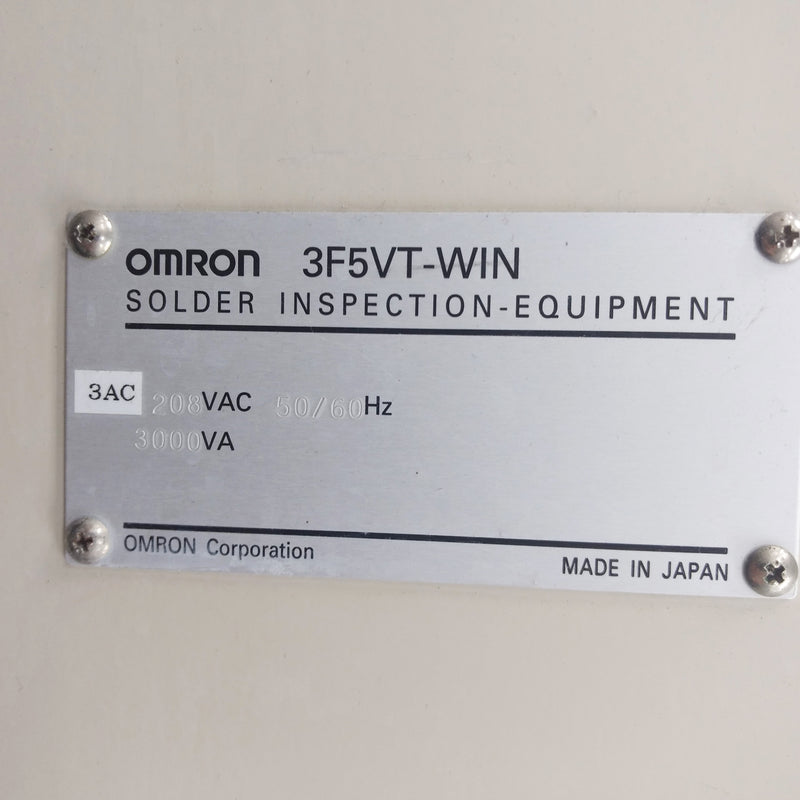 OMRON 3F5VT-WIN
SOLDER INSPECTION-EQUIPMENT
3AC 208VAC 50/60Hz
3000VA
OMRON Corporation
MADE IN JAPAN